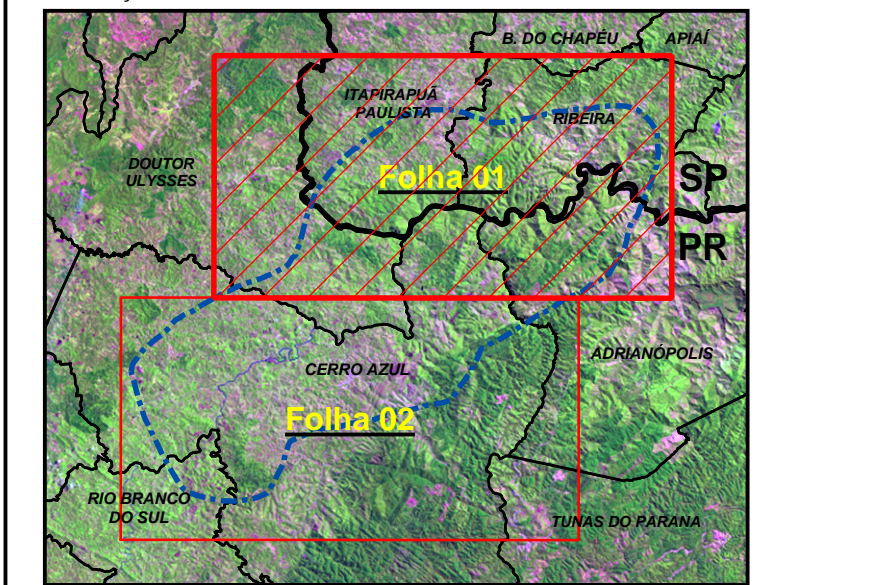 B. DO CHAPÉU
APIAÍ
ITAPIRAPUÃ
PAULISTA
RIBEIRA
DOUTOR
ULYSSES
Folha 01
SP
PR
CERRO AZUL
ADRIANÓPOLIS
Folha 02
RIO BRANCO
DO SUL
TUNAS DO PARANA